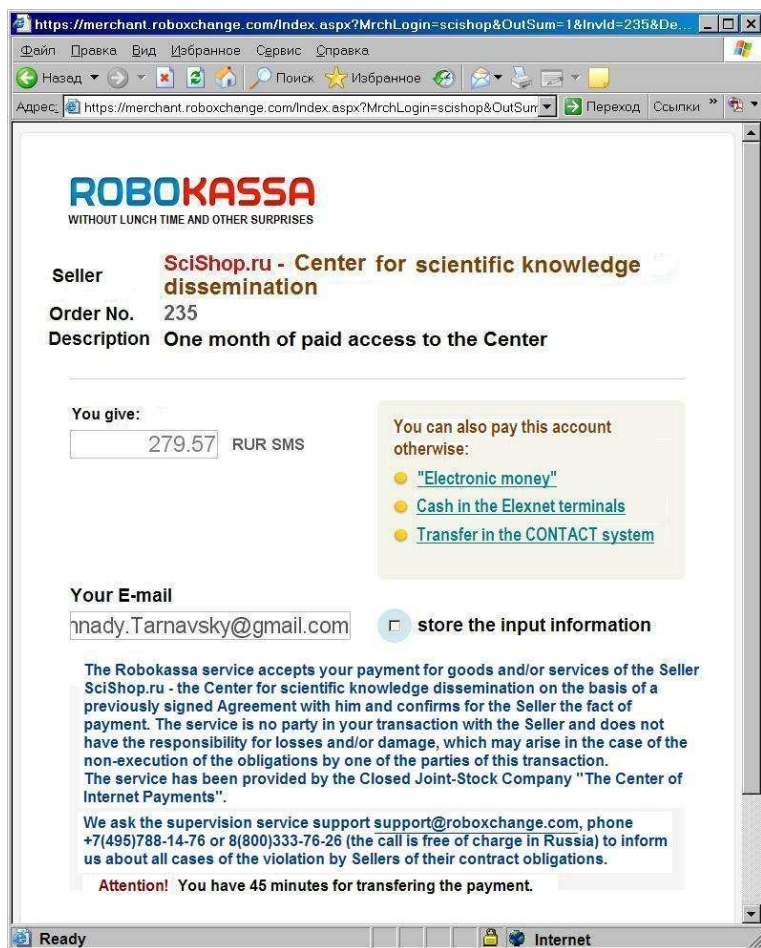 https://merchant.roboxchange.com/Index.aspx?MrchLogin=scishop&OutSum=1&InvId=235&De...
Файл Правка Вид Избранное Сервис Справка
Назад Поиск Избранное
Адрес: https://merchant.roboxchange.com/Index.aspx?MrchLogin=scishop&OutSum Переход Ссылки »
ROBOKASSA
WITHOUT LUNCH TIME AND OTHER SURPRISES
Seller SciShop.ru - Center for scientific knowledge
dissemination
Order No. 235
Description One month of paid access to the Center
You give:
279.57 RUR SMS
You can also pay this account
otherwise:
"Electronic money"
Cash in the Elexnet terminals
Transfer in the CONTACT system
Your E-mail
nnady.Tarnavsky@gmail.com store the input information
The Robokassa service accepts your payment for goods and/or services of the Seller
SciShop.ru - the Center for scientific knowledge dissemination on the basis of a
previously signed Agreement with him and confirms for the Seller the fact of
payment. The service is no party in your transaction with the Seller and does not
have the responsibility for losses and/or damage, which may arise in the case of the
non-execution of the obligations by one of the parties of this transaction.
The service has been provided by the Closed Joint-Stock Company "The Center of
Internet Payments".
We ask the supervision service support support@roboxchange.com, phone
+7(495)788-14-76 or 8(800)333-76-26 (the call is free of charge in Russia) to inform
us about all cases of the violation by Sellers of their contract obligations.
Attention! You have 45 minutes for transfering the payment.
Ready Internet